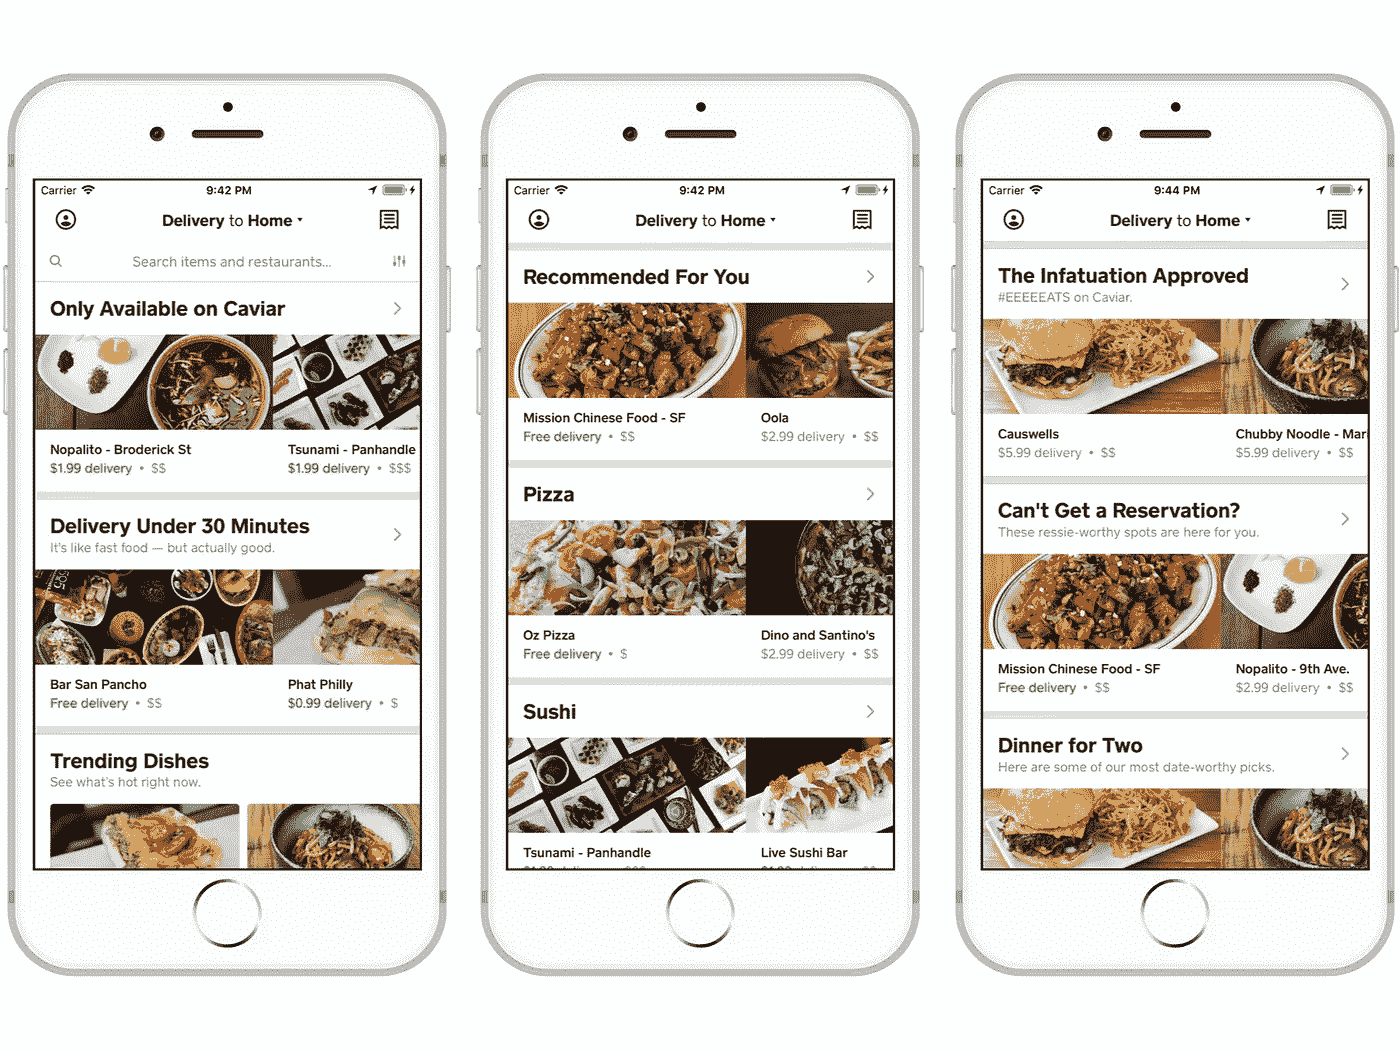 Carrier 9:42 PM
Delivery to Home
Search items and restaurants...
Only Available on Caviar
Nopalito - Broderick St
$1.99 delivery • $$
Tsunami - Panhandle
$1.99 delivery • $$$
Delivery Under 30 Minutes
It's like fast food — but actually good.
Bar San Pancho
Free delivery • $$
Phat Philly
$0.99 delivery • $
Trending Dishes
See what's hot right now.
Carrier 9:42 PM
Delivery to Home
Recommended For You
Mission Chinese Food - SF
Free delivery • $$
Oola
$2.99 delivery • $$
Pizza
Oz Pizza
Free delivery • $
Dino and Santino's
$2.99 delivery • $$
Sushi
Tsunami - Panhandle
Live Sushi Bar
Carrier 9:44 PM
Delivery to Home
The Infatuation Approved
#EEEEEATS on Caviar.
Causwells
$5.99 delivery • $$
Chubby Noodle - Mar
$5.99 delivery • $$
Can't Get a Reservation?
These ressie-worthy spots are here for you.
Mission Chinese Food - SF
Free delivery • $$
Nopalito - 9th Ave.
$2.99 delivery • $$
Dinner for Two
Here are some of our most date-worthy picks.